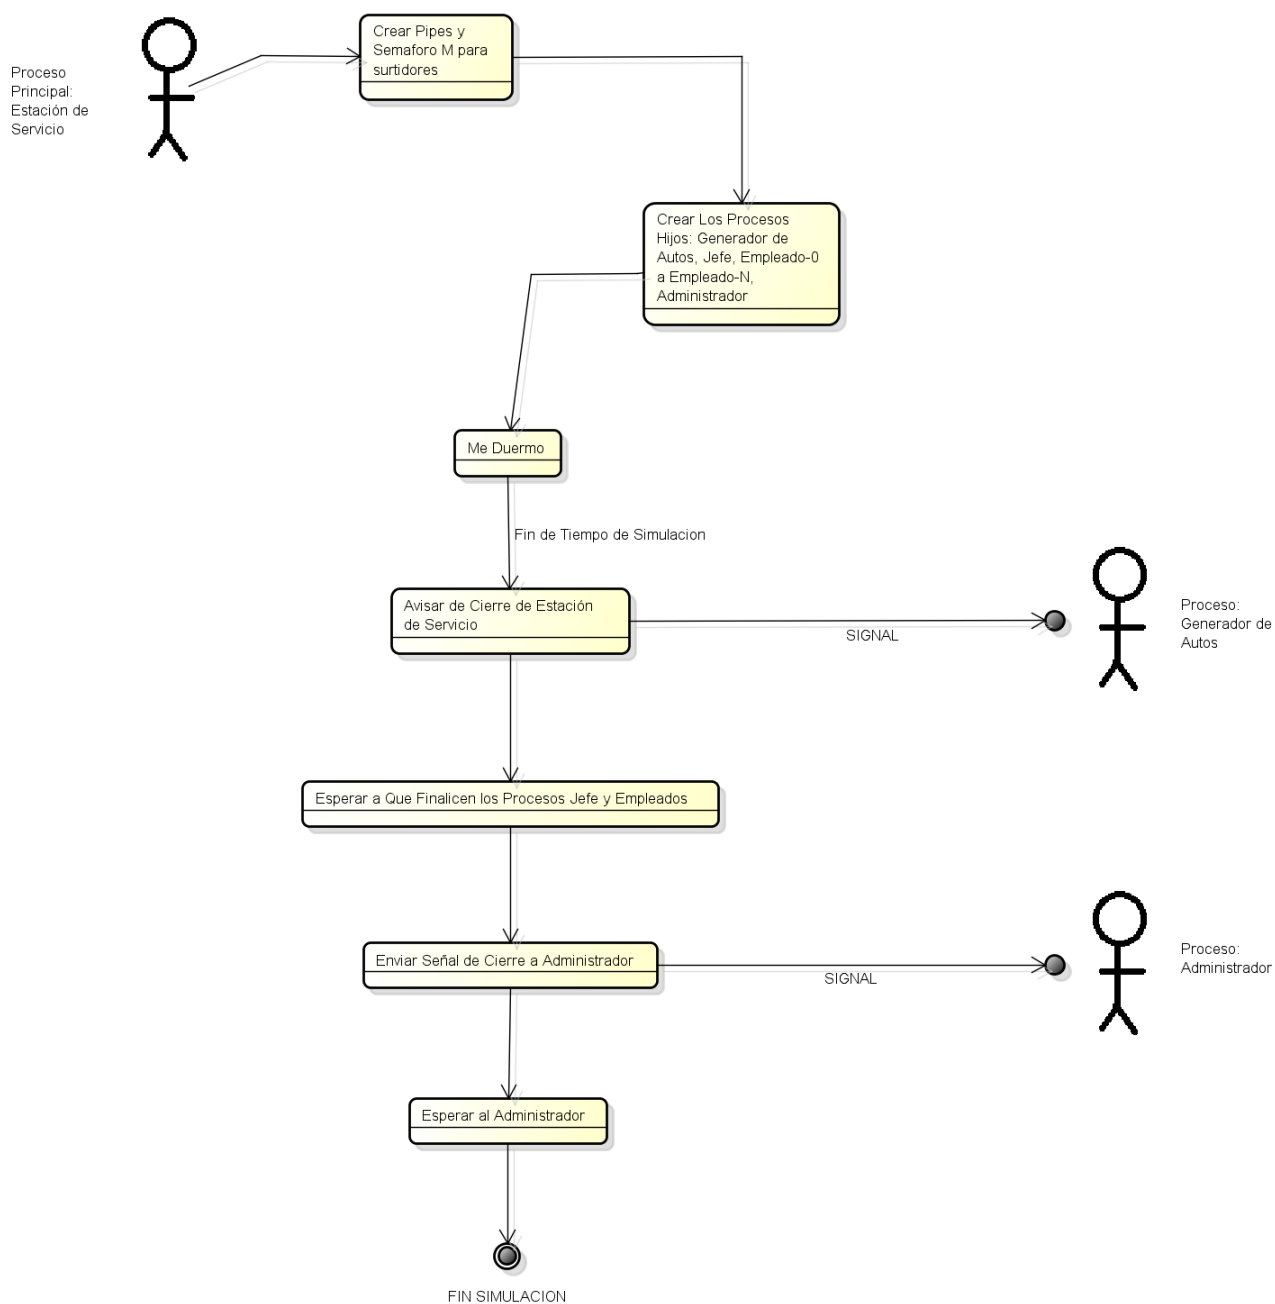 Proceso
Principal:
Estación de
Servicio
Crear Pipes y
Semaforo M para
surtidores
Crear Los Procesos
Hijos: Generador de
Autos, Jefe, Empleado-0
a Empleado-N,
Administrador
Me Duermo
Fin de Tiempo de Simulacion
Avisar de Cierre de Estación
de Servicio
SIGNAL
Proceso:
Generador de
Autos
Esperar a Que Finalicen los Procesos Jefe y Empleados
Enviar Señal de Cierre a Administrador
SIGNAL
Proceso:
Administrador
Esperar al Administrador
FIN SIMULACION